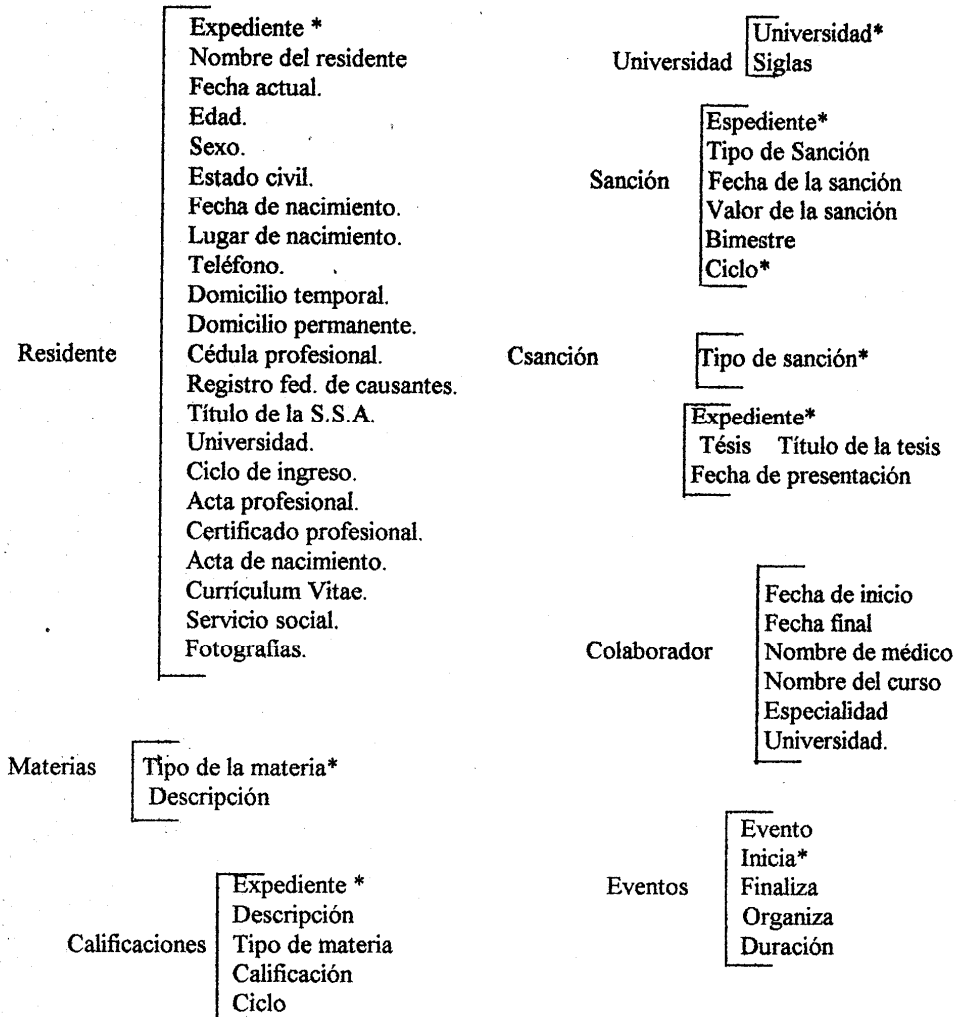 Residente
Expediente *
Nombre del residente
Fecha actual.
Edad.
Sexo.
Estado civil.
Fecha de nacimiento.
Lugar de nacimiento.
Teléfono.
Domicilio temporal.
Domicilio permanente.
Cédula profesional.
Registro fed. de causantes.
Título de la S.S.A.
Universidad.
Ciclo de ingreso.
Acta profesional.
Certificado profesional.
Acta de nacimiento.
Currículum Vitae.
Servicio social.
Fotografías.
Materias
Tipo de la materia*
Descripción
Calificaciones
Expediente *
Descripción
Tipo de materia
Calificación
Ciclo
Universidad
Universidad*
Siglas
Sanción
Espediente*
Tipo de Sanción
Fecha de la sanción
Valor de la sanción
Bimestre
Ciclo*
Csanción
Tipo de sanción*
Expediente*
Tésis Título de la tesis
Fecha de presentación
Colaborador
Fecha de inicio
Fecha final
Nombre de médico
Nombre del curso
Especialidad
Universidad.
Eventos
Evento
Inicia*
Finaliza
Organiza
Duración